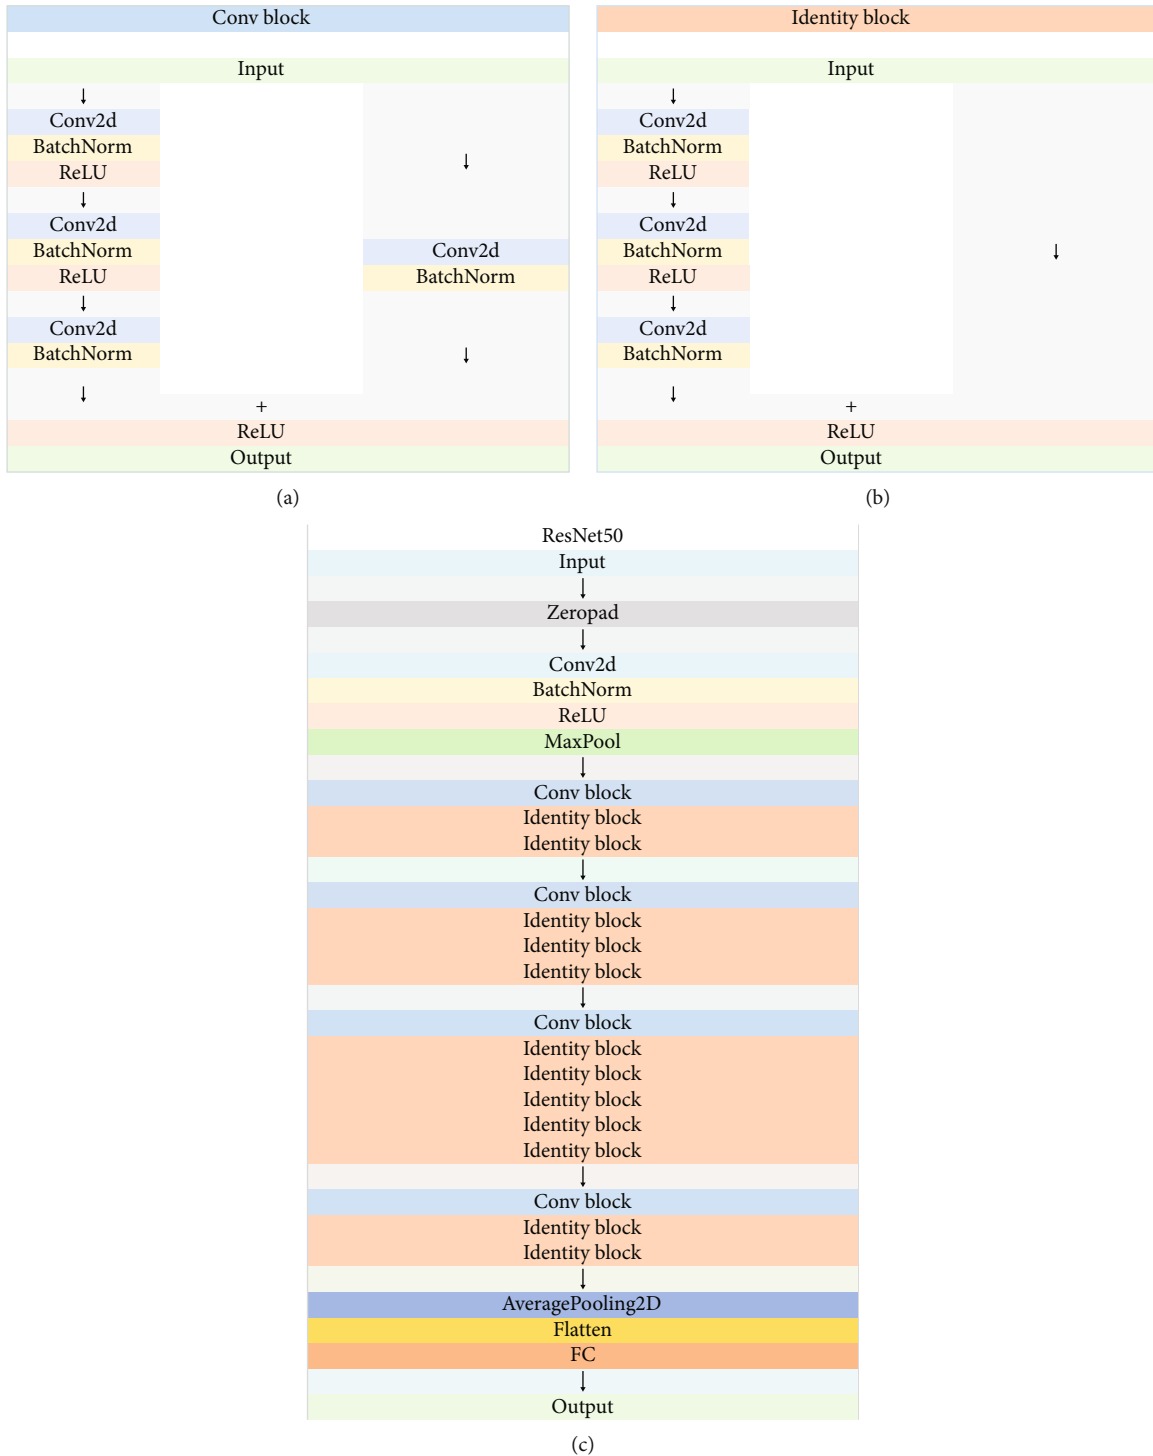 Conv block
Input
Conv2d
BatchNorm
ReLU
Conv2d
BatchNorm
ReLU
Conv2d
BatchNorm
Conv2d
BatchNorm
+
ReLU
Output
(a)
Identity block
Input
Conv2d
BatchNorm
ReLU
Conv2d
BatchNorm
ReLU
Conv2d
BatchNorm
+
ReLU
Output
(b)
ResNet50
Input
Zeropad
Conv2d
BatchNorm
ReLU
MaxPool
Conv block
Identity block
Identity block
Conv block
Identity block
Identity block
Identity block
Conv block
Identity block
Identity block
Identity block
Identity block
Identity block
Conv block
Identity block
Identity block
AveragePooling2D
Flatten
FC
Output
(c)